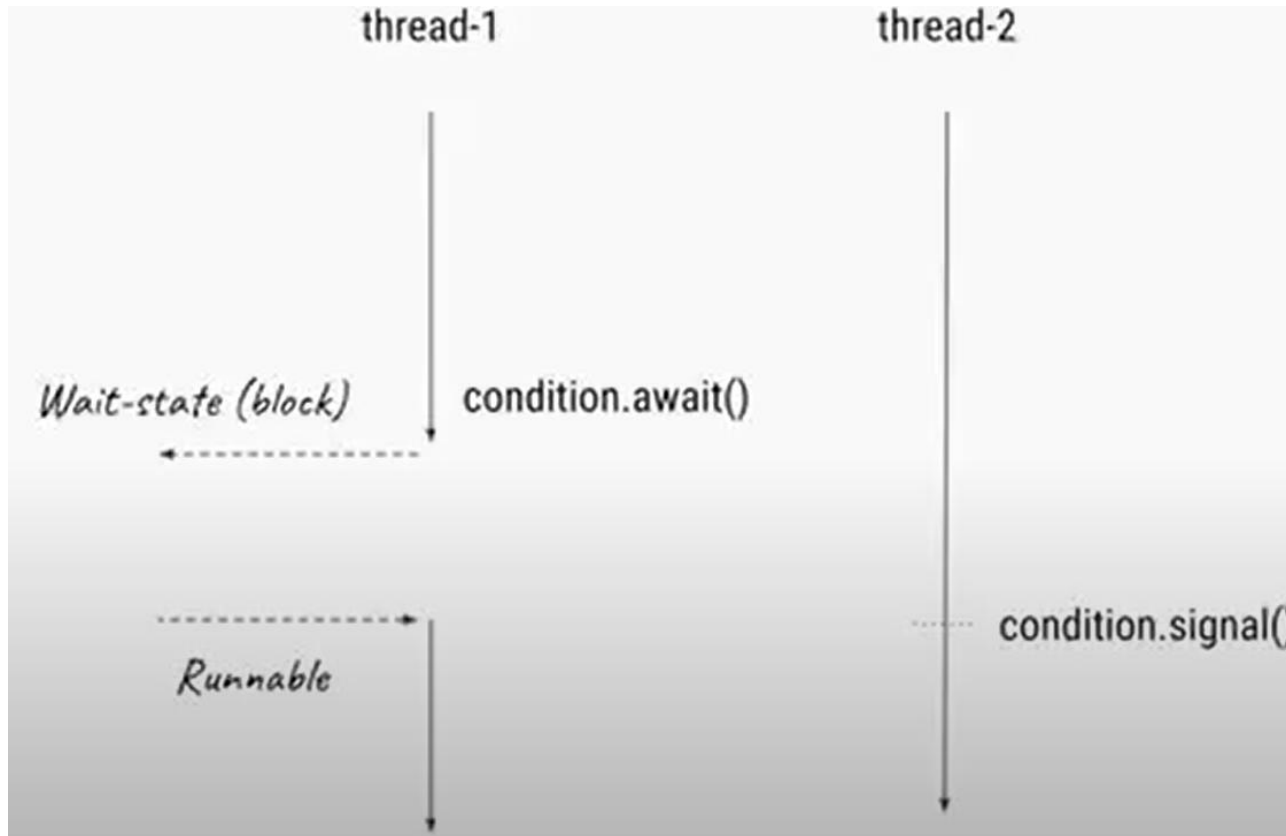 thread-1
thread-2
Wait-state (block)
condition.await()
Runnable
condition.signal(